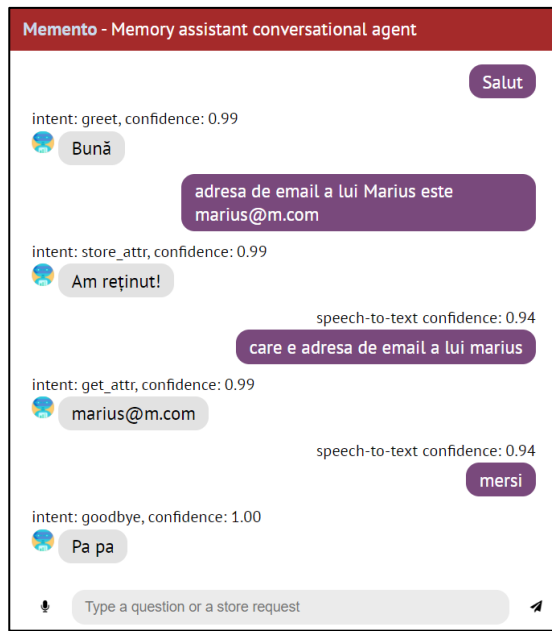 Memento - Memory assistant conversational agent
Salut
intent: greet, confidence: 0.99
Bună
adresa de email a lui Marius este
marius@m.com
intent: store_attr, confidence: 0.99
Am reținut!
speech-to-text confidence: 0.94
care e adresa de email a lui marius
intent: get_attr, confidence: 0.99
marius@m.com
speech-to-text confidence: 0.94
mersi
intent: goodbye, confidence: 1.00
Pa pa
Type a question or a store request